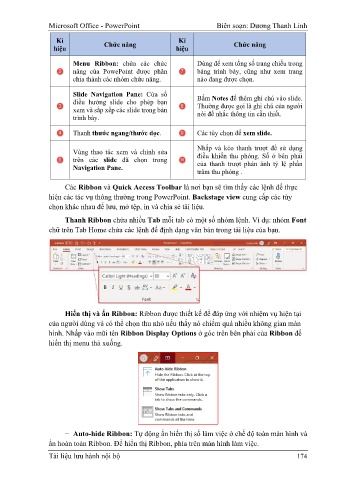 Microsoft Office - PowerPoint Biên soạn: Dương Thanh Linh
Kí hiệu Chức năng Kí hiệu Chức năng
2 Menu Ribbon: chứa các chức năng của PowerPoint được phân chia thành các nhóm chức năng.
7 Dùng để xem tổng số trang chiếu trong bảng trình bày, cũng như xem trang nào đang được chọn.
3 Slide Navigation Pane: Cửa sổ điều hướng slide cho phép bạn xem và sắp xếp các slide trong bản trình bày.
8 Bấm Notes để thêm ghi chú vào slide. Thường được gọi là ghi chú của người nói để nhắc thông tin cần thiết.
4 Thanh thước ngang/thước dọc.
9 Các tùy chọn để xem slide.
5 Vùng thao tác xem và chỉnh sửa trên các slide đã chọn trong Navigation Pane.
10 Nhấp và kéo thanh trượt để sử dụng điều khiển thu phóng. Số ở bên phải của thanh trượt phản ánh tỷ lệ phần trăm thu phóng .
Các Ribbon và Quick Access Toolbar là nơi bạn sẽ tìm thấy các lệnh để thực
hiện các tác vụ thông thường trong PowerPoint. Backstage view cung cấp các tùy
chọn khác nhau để lưu, mở tệp, in và chia sẻ tài liệu.
Thanh Ribbon chứa nhiều Tab mỗi tab có một số nhóm lệnh. Ví dụ: nhóm Font
chữ trên Tab Home chứa các lệnh để định dạng văn bản trong tài liệu của bạn.
Calibri Light (Headings)
Font
Hiển thị và ẩn Ribbon: Ribbon được thiết kế để đáp ứng với nhiệm vụ hiện tại
của người dùng và có thể chọn thu nhỏ nếu thấy nó chiếm quá nhiều không gian màn
hình. Nhấp vào mũi tên Ribbon Display Options ở góc trên bên phải của Ribbon để
hiển thị menu thả xuống.
Auto-hide Ribbon
Hide the Ribbon. Click at the top
of the application to show it.
Show Tabs
Show Ribbon tabs only. Click a
tab to show the commands.
Show Tabs and Commands
Show Ribbon tabs and
commands all the time.
− Auto-hide Ribbon: Tự động ẩn hiển thị số làm việc ở chế độ toàn màn hình và
ẩn hoàn toàn Ribbon. Để hiển thị Ribbon, phía trên màn hình làm việc.
Tài liệu lưu hành nội bộ 174